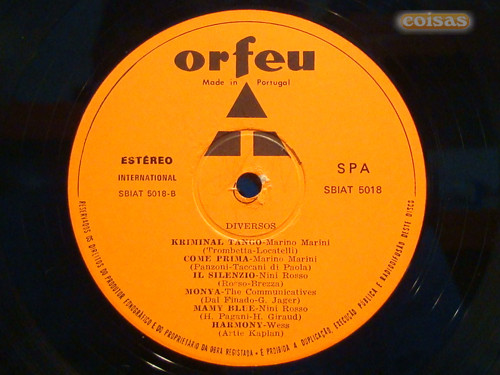 coisas
orfeu
Made in Portugal
ESTÉREO
INTERNATIONAL
SBIAT 5018-B
SPA
SBIAT 5018
DIVERSOS
KRIMINAL TANGO-Marino Marini
(Trombetta-Locatelli)
COME PRIMA-Marino Marini
(Panzoni-Taccani di Paola)
IL SILENZIO-Nini Rosso
(Rocso-Brezza)
MONYA-The Communicatives
(Dal Finado-G. Jager)
MAMY BLUE-Nini Rosso
(H. Pagani-H. Giraud)
HARMONY-Wess
(Artie Kaplan)
RESERVADOS OS DIREITOS DO PRODUTOR FONOGRÁFICO E DO PROPRIETÁRIO DA OBRA REGISTADA • É PROIBIDA A DUPLICAÇÃO, EXECUÇÃO PÚBLICA E RADIODIFUSÃO DESTE DISCO